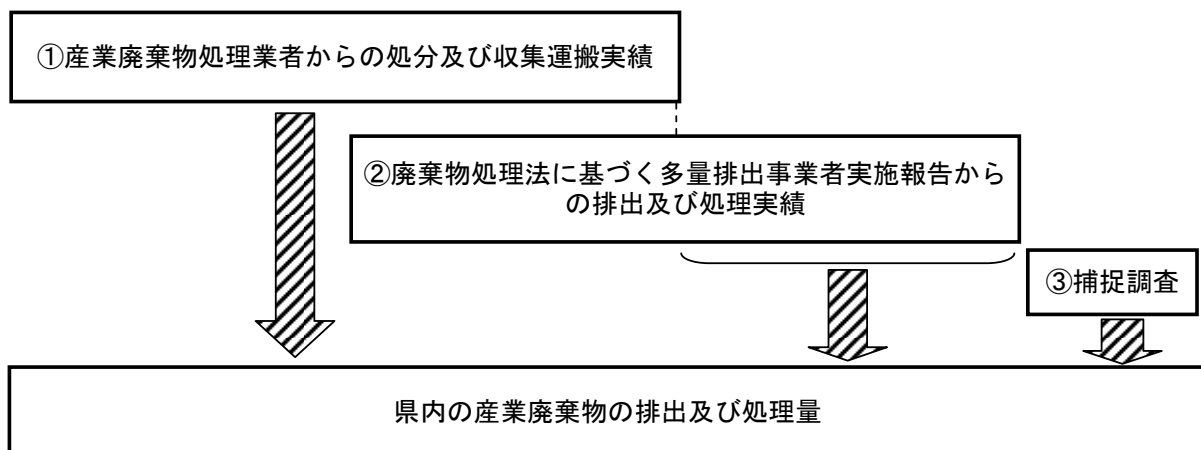 ①産業廃棄物処理業者からの処分及び収集運搬実績
②廃棄物処理法に基づく多量排出事業者実施報告から
の排出及び処理実績
③捕捉調査
県内の産業廃棄物の排出及び処理量